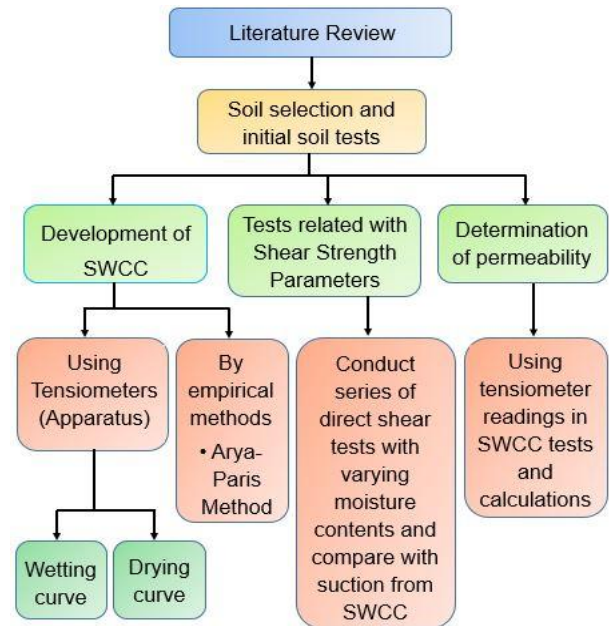 Literature Review
Soil selection and
initial soil tests
Development of
SWCC
Tests related with
Shear Strength
Parameters
Determination
of permeability
Using
Tensiometers
(Apparatus)
By
empirical
methods
• Arya-
Paris
Method
Conduct
series of
direct shear
tests with
varying
moisture
contents and
compare with
suction from
SWCC
Using
tensiometer
readings in
SWCC tests
and
calculations
Wetting
curve
Drying
curve